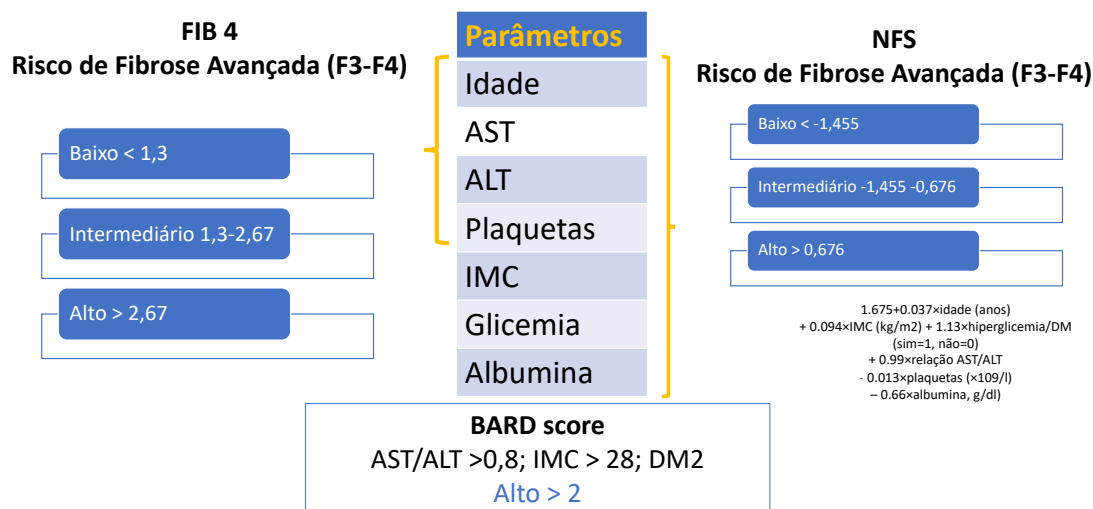 FIB 4
Risco de Fibrose Avançada (F3-F4)
Baixo < 1,3
Intermediário 1,3-2,67
Alto > 2,67
Parâmetros
Idade
AST
ALT
Plaquetas
IMC
Glicemia
Albumina
NFS
Risco de Fibrose Avançada (F3-F4)
Baixo < -1,455
Intermediário -1,455 -0,676
Alto > 0,676
1.675+0.037×idade (anos)
+ 0.094×IMC (kg/m2) + 1.13×hiperglicemia/DM
(sim=1, não=0)
+ 0.99×relação AST/ALT
- 0.013×plaquetas (×109/l)
– 0.66×albumina, g/dl)
BARD score
AST/ALT >0,8; IMC > 28; DM2
Alto > 2